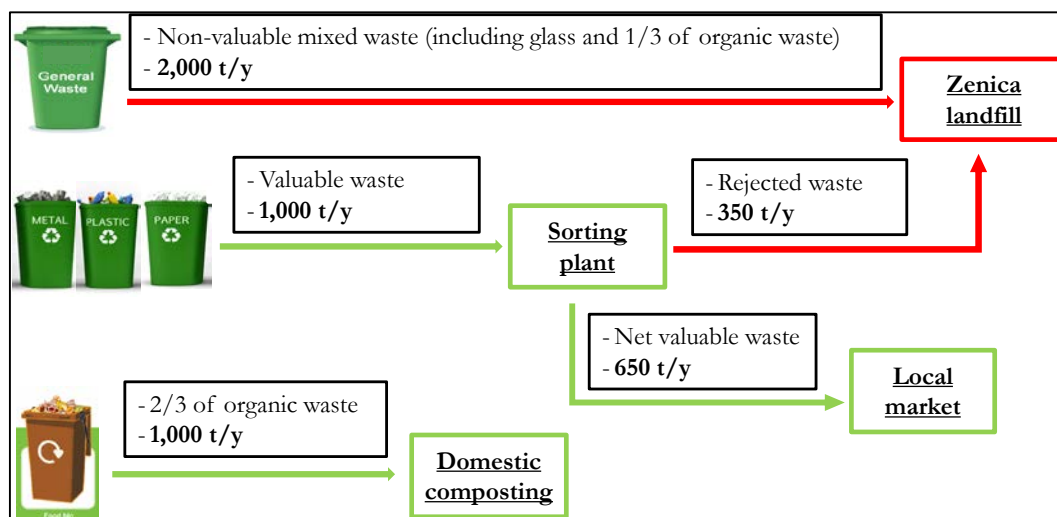 General
Waste
- Non-valuable mixed waste (including glass and 1/3 of organic waste)
- 2,000 t/y
Zenica
landfill
METAL
PLASTIC
PAPER
- Valuable waste
- 1,000 t/y
Sorting
plant
- Rejected waste
- 350 t/y
- Net valuable waste
- 650 t/y
Local
market
- 2/3 of organic waste
- 1,000 t/y
Domestic
composting